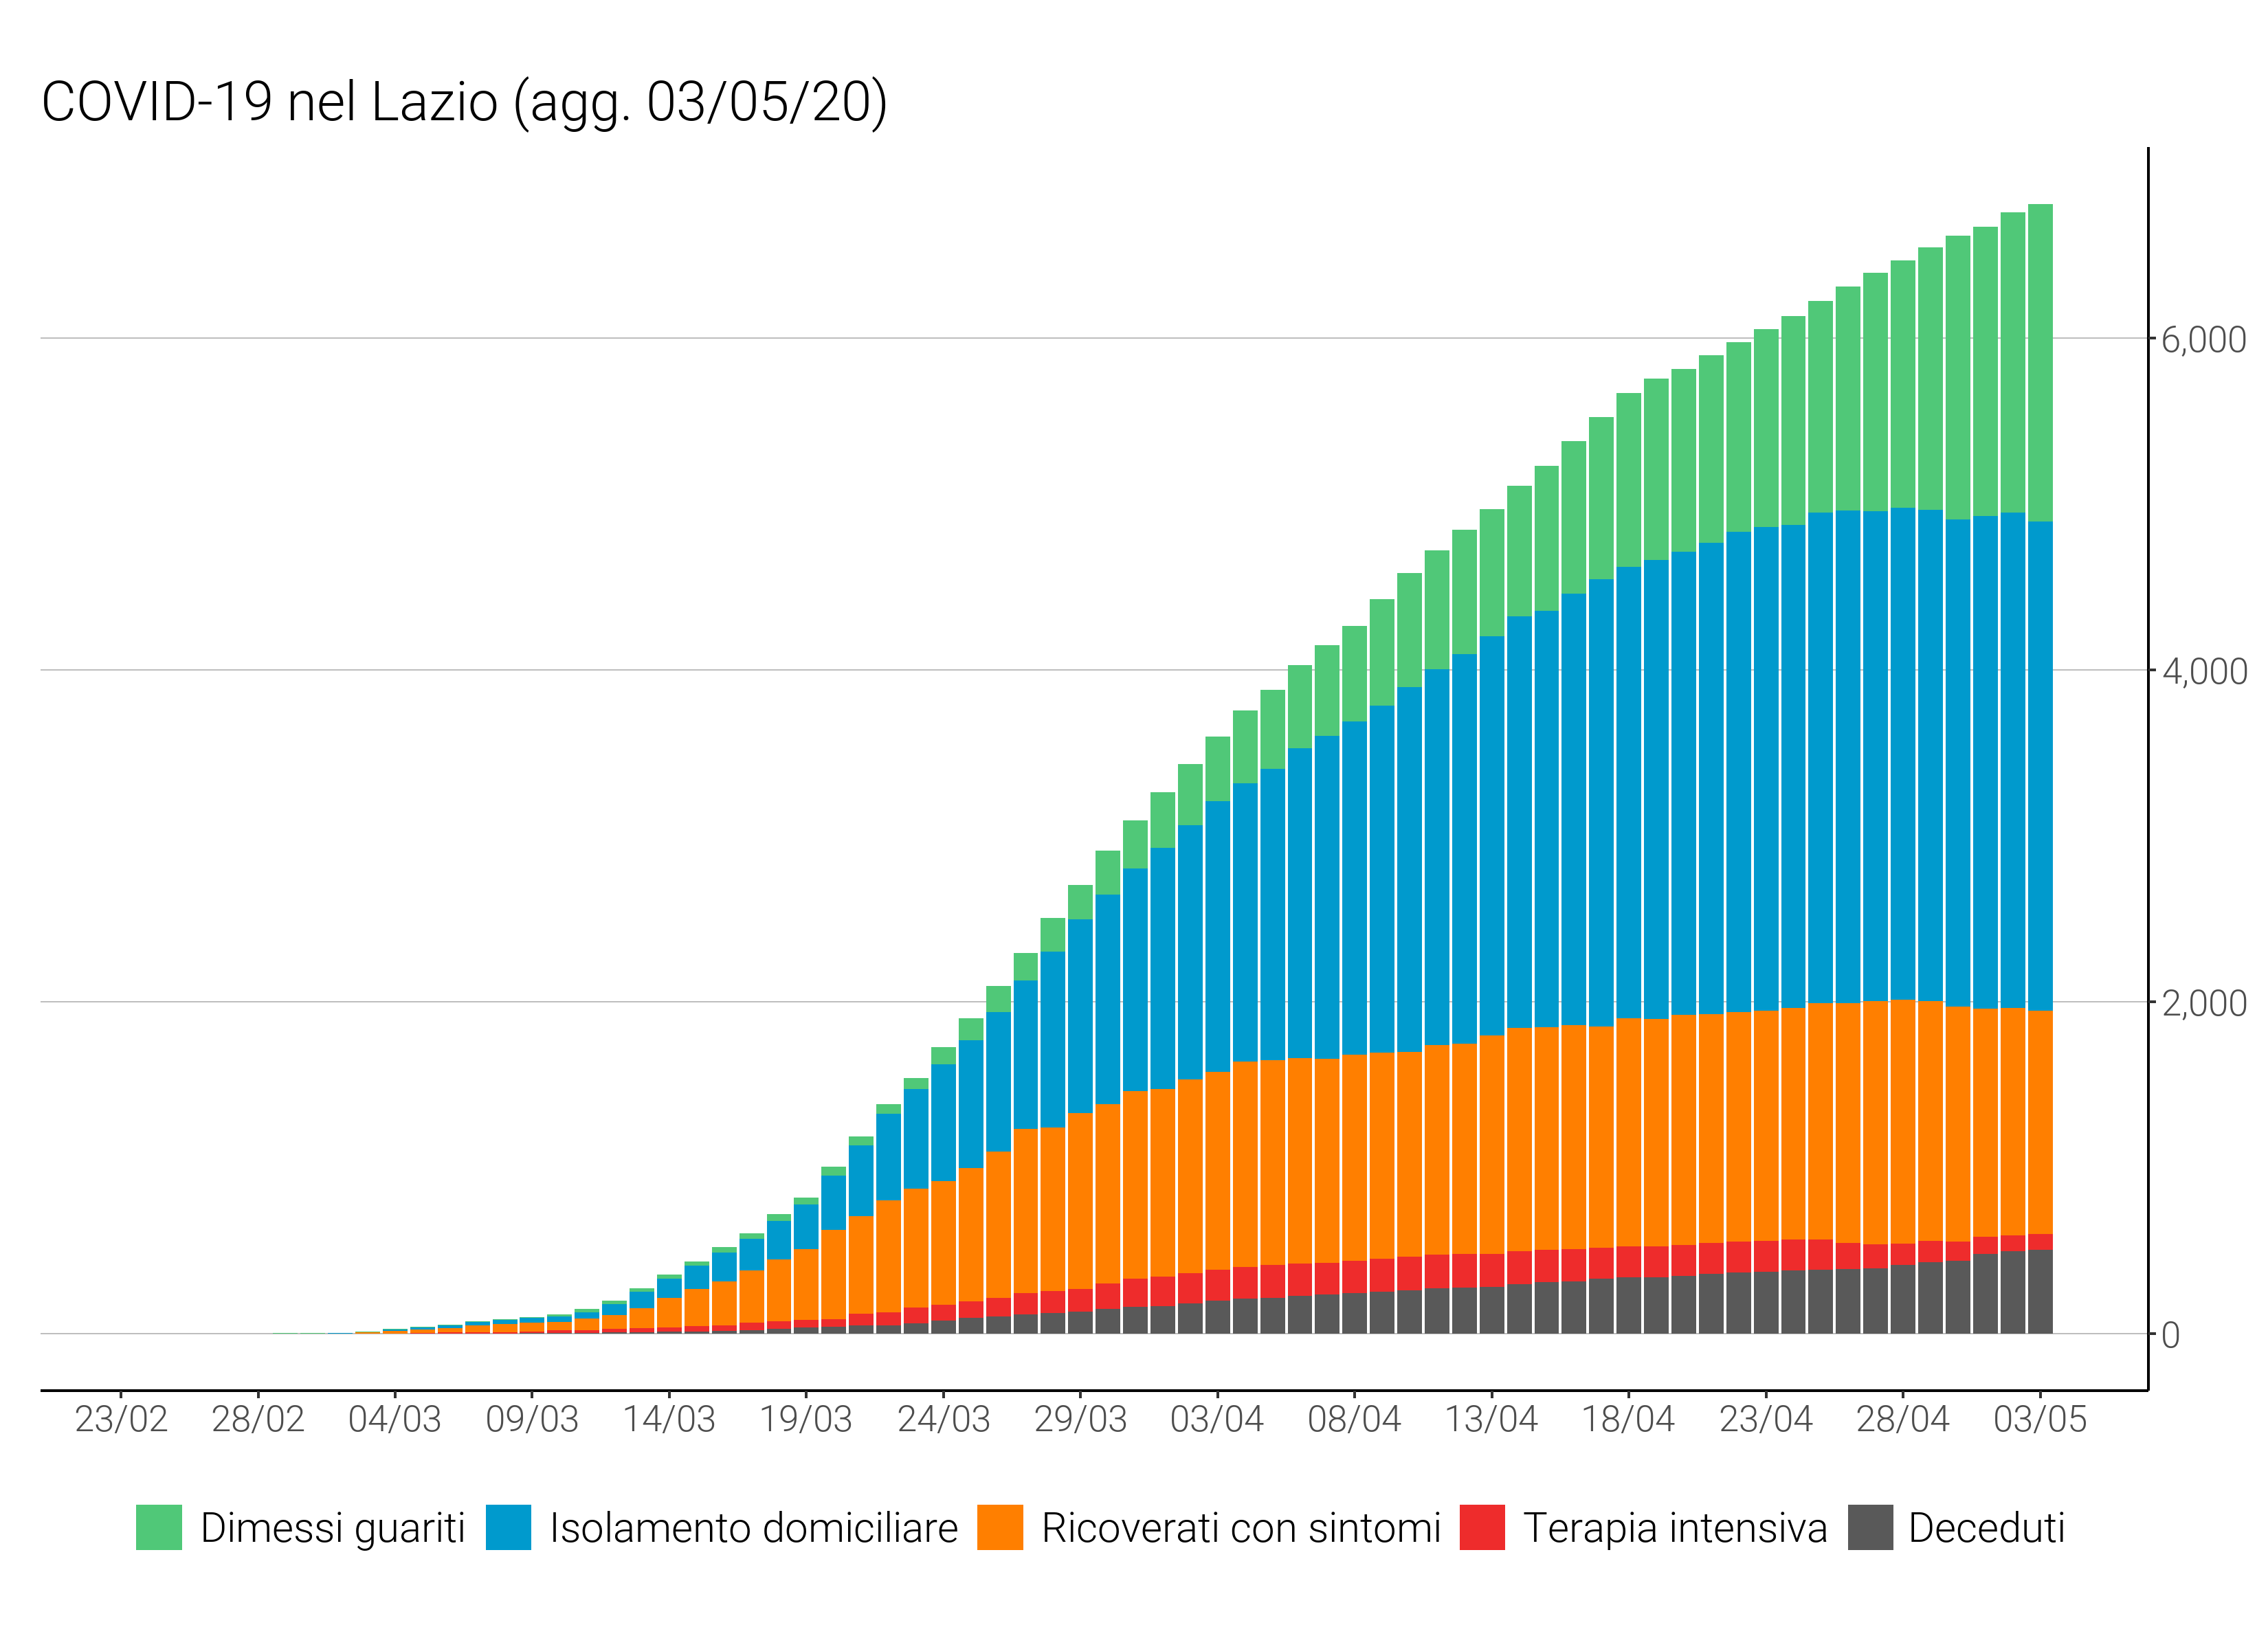 COVID-19 nel Lazio (agg. 03/05/20)
6,000
4,000
2,000
0
23/02 28/02 04/03 09/03 14/03 19/03 24/03 29/03 03/04 08/04 13/04 18/04 23/04 28/04 03/05
Dimessi guariti Isolamento domiciliare Ricoverati con sintomi Terapia intensiva Deceduti